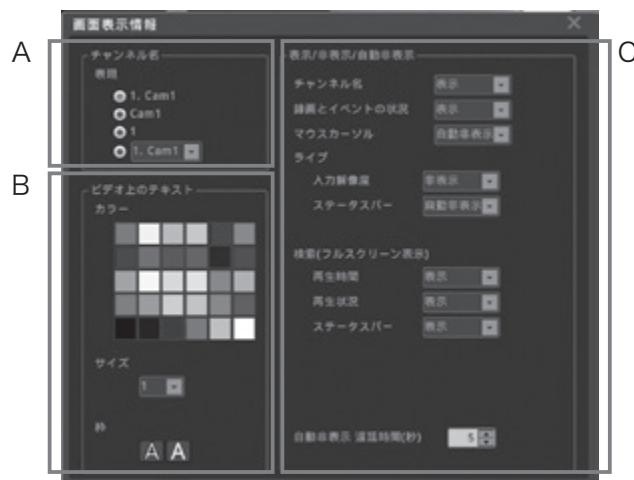 画面表示情報
A
チャンネル名
表間
1. Cam1
Cam1
1
1. Cam1
B
ビデオ上のテキスト
カラー
サイズ
1
枠
A A
C
表示/非表示/自動非表示
チャンネル名 表示
録画とイベントの状況 表示
マウスカーソル 自動非表示
ライブ
入力解像度 非表示
ステータスバー 自動非表示
検索(フルスクリーン表示)
再生時間 表示
再生状況 表示
ステータスバー 表示
自動非表示 遅延時間(秒) 5